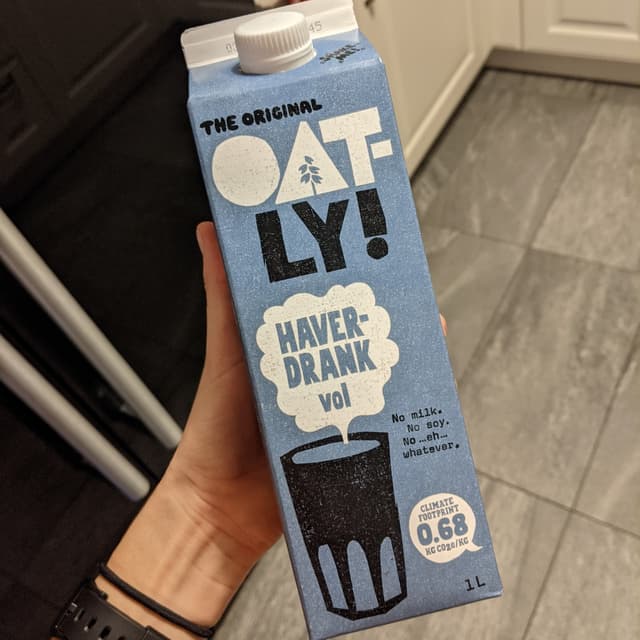 THE ORIGINAL
OAT-
LY!
HAVER-
DRANK
vol
No milk.
No soy.
No...eh...
whatever.
CLIMATE
FOOTPRINT
0.68
KG CO2e/KG
1L